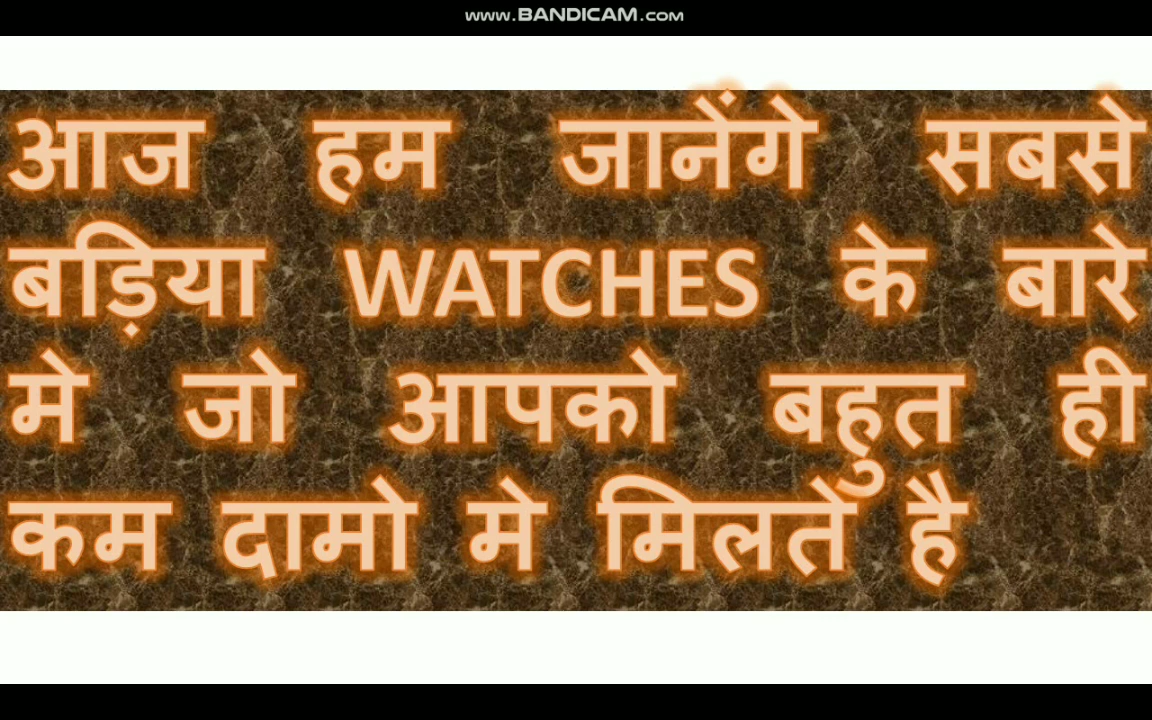 www.BANDICAM.com
आज हम जानेंगे सबसे
बड़िया WATCHES के बारे
मे जो आपको बहुत ही
कम दामो मे मिलते है